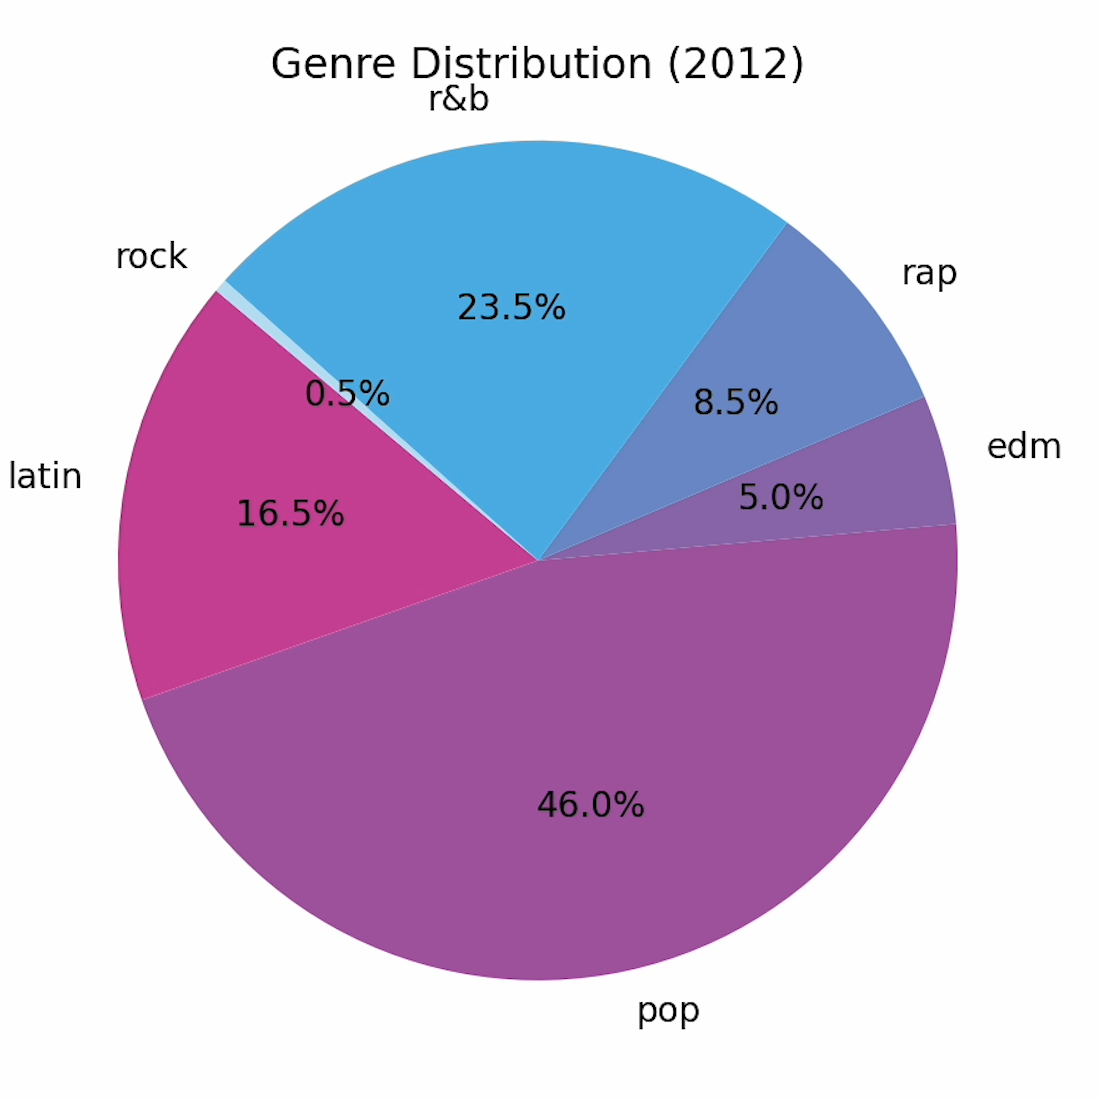 Genre Distribution (2012)
r&b
rock
rap
23.5%
0.5%
8.5%
edm
latin
5.0%
16.5%
46.0%
pop